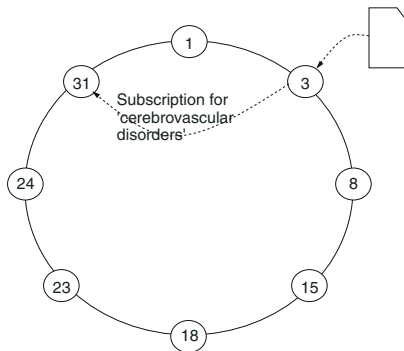 1
31
3
Subscription for
'cerebrovascular
disorders'
24
8
23
15
18